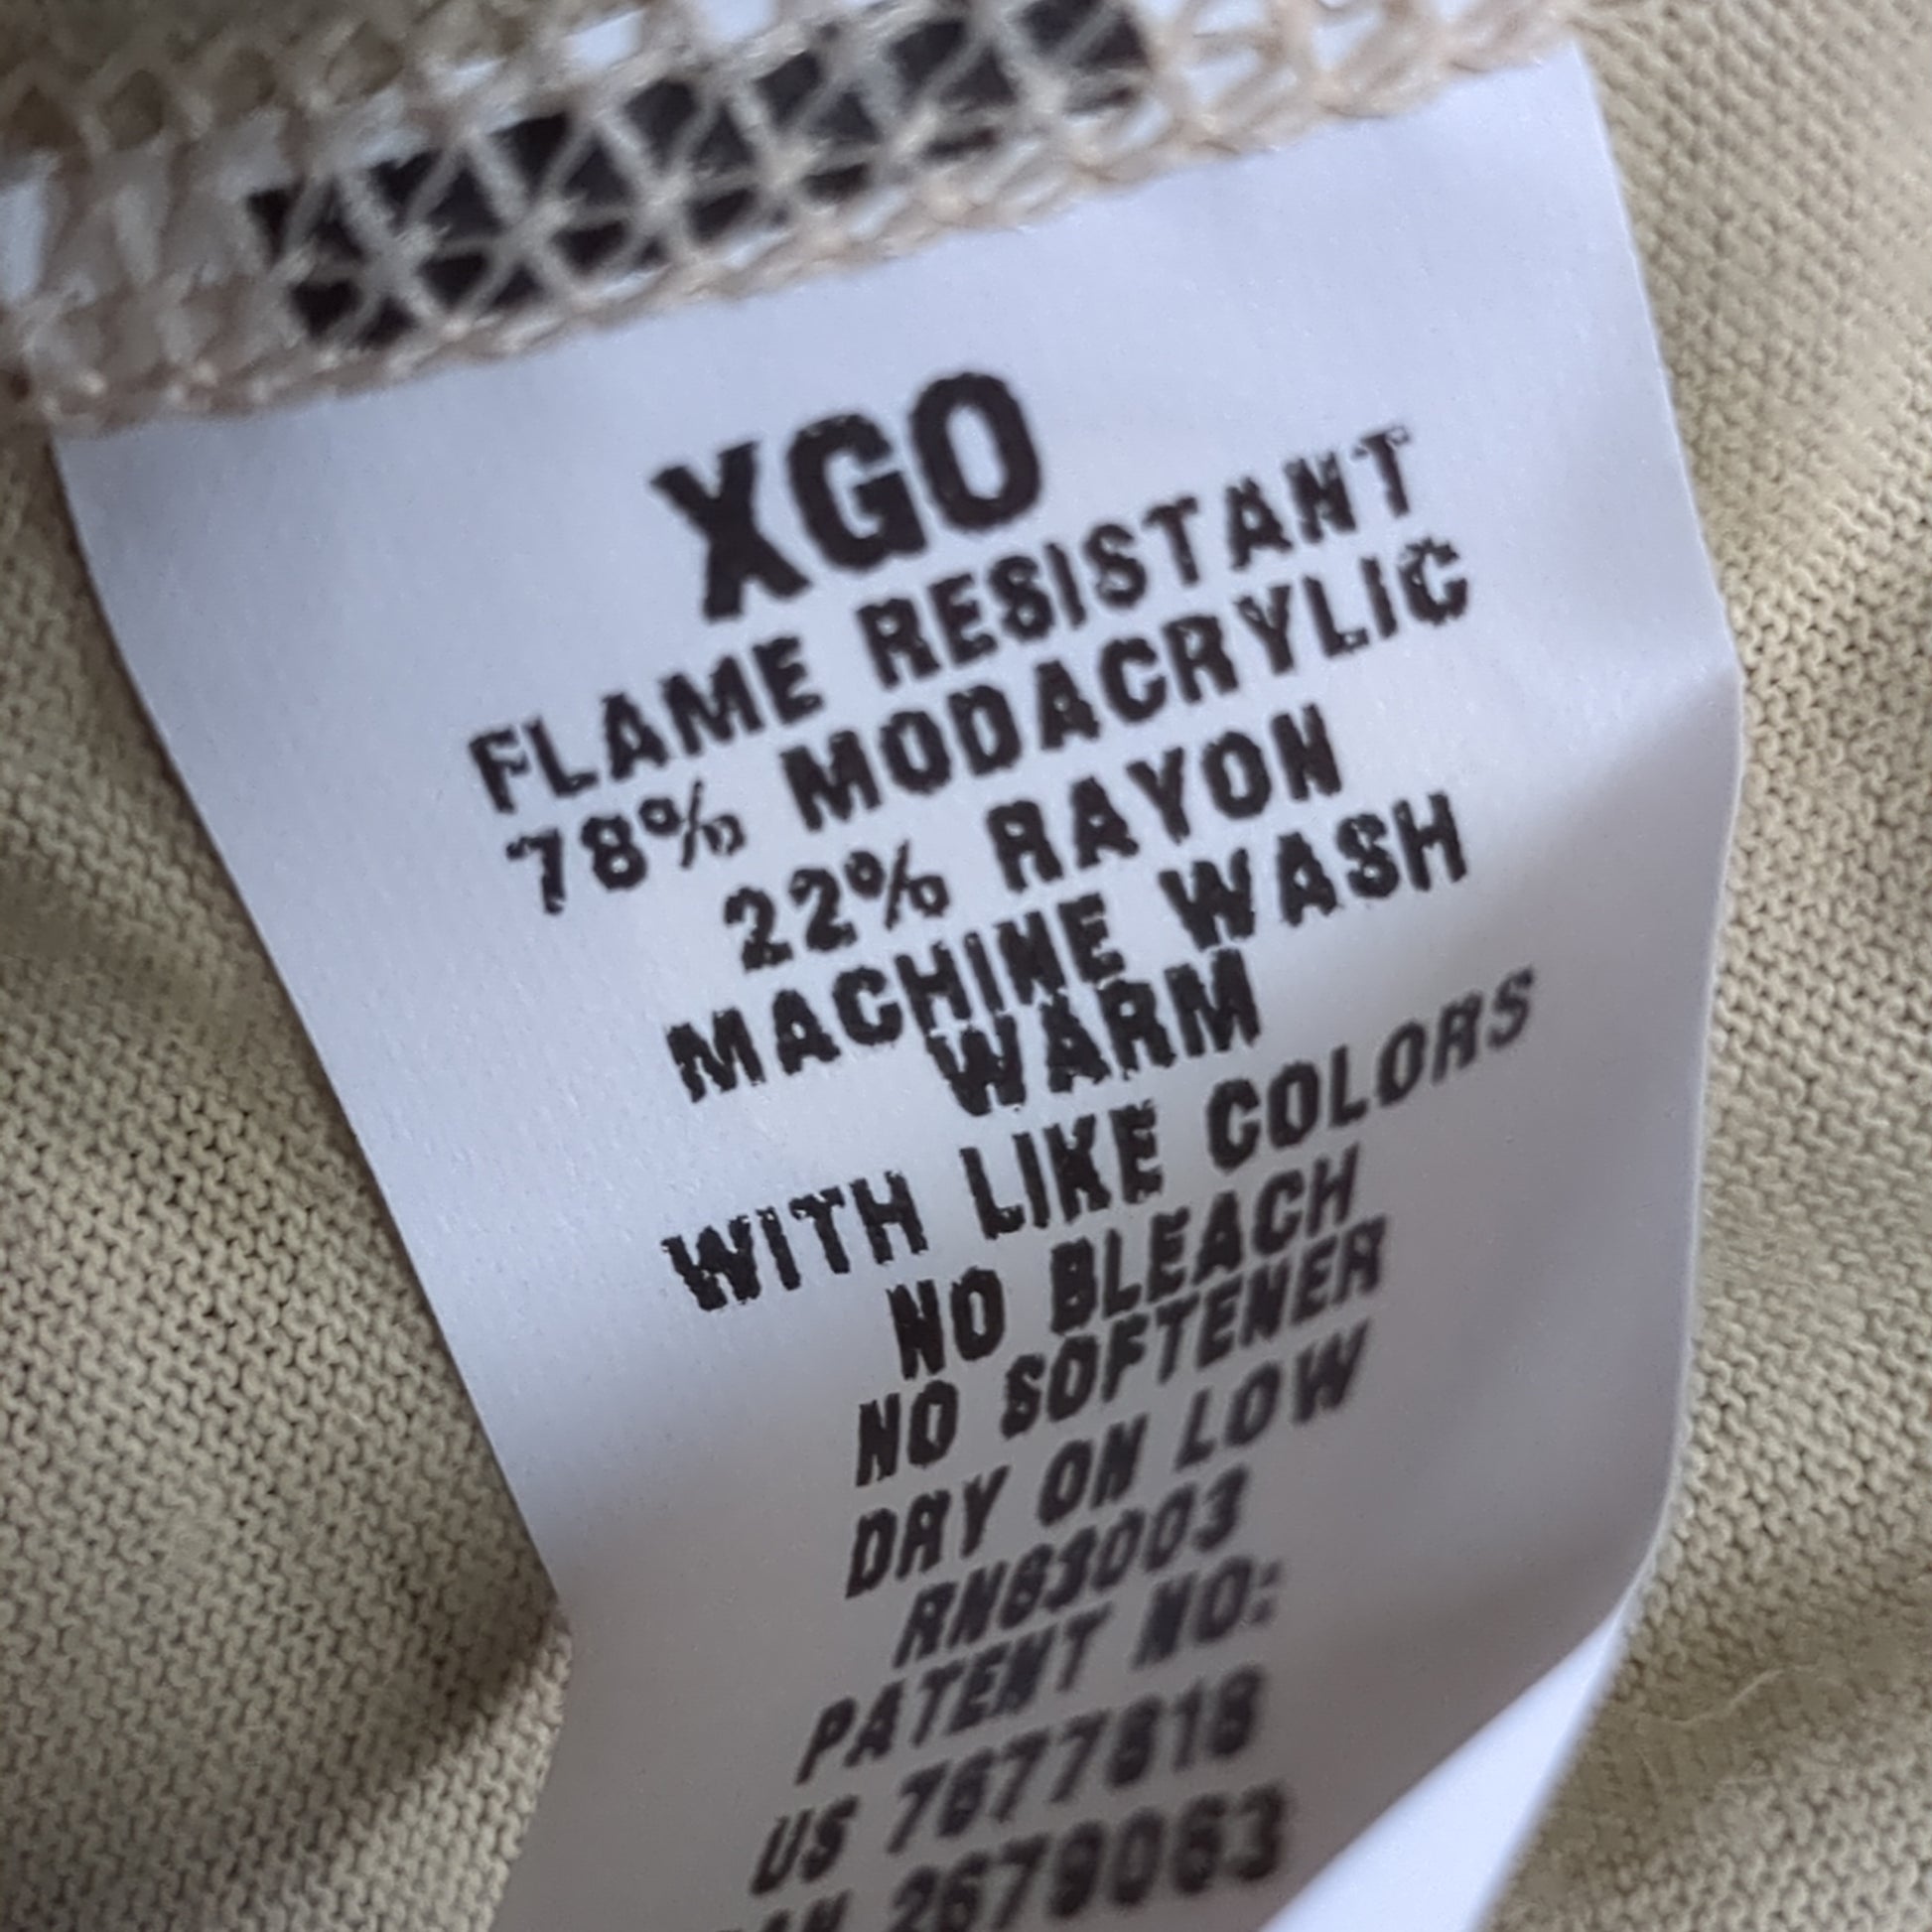 XGO
FLAME RESISTANT
78% MODACRYLIC
22% RAYON
MACHINE WASH
WARM
WITH LIKE COLORS
NO BLEACH
NO SOFTENER
DRY ON LOW
RN83003
PATENT NO:
US 7677818
2679063